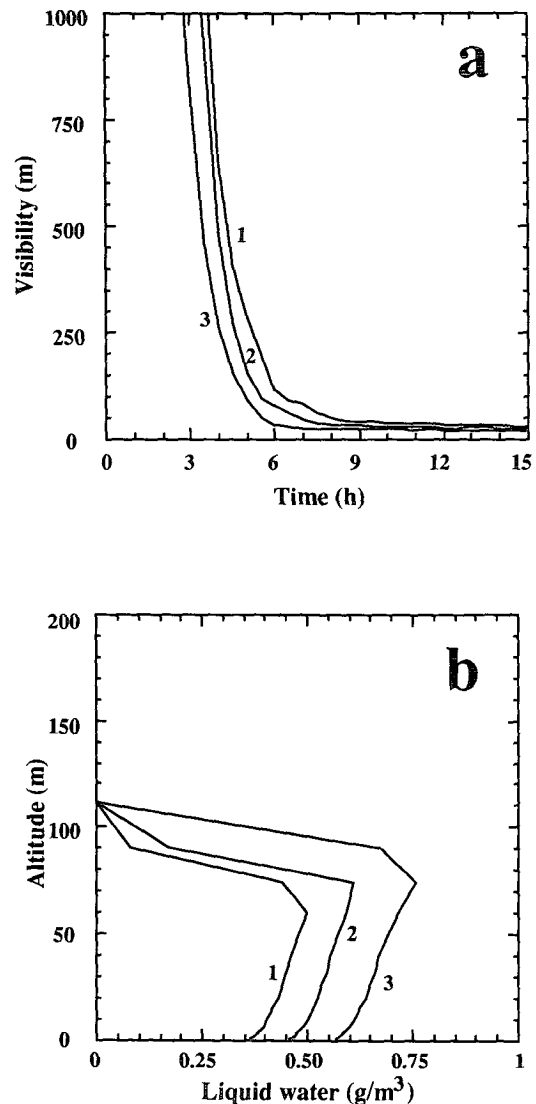 a
1000
750
500
250
0
Visibility (m)
1
2
3
0 3 6 9 12 15
Time (h)
b
200
150
100
50
0
Altitude (m)
1
2
3
0 0.25 0.50 0.75 1
Liquid water (g/m³)